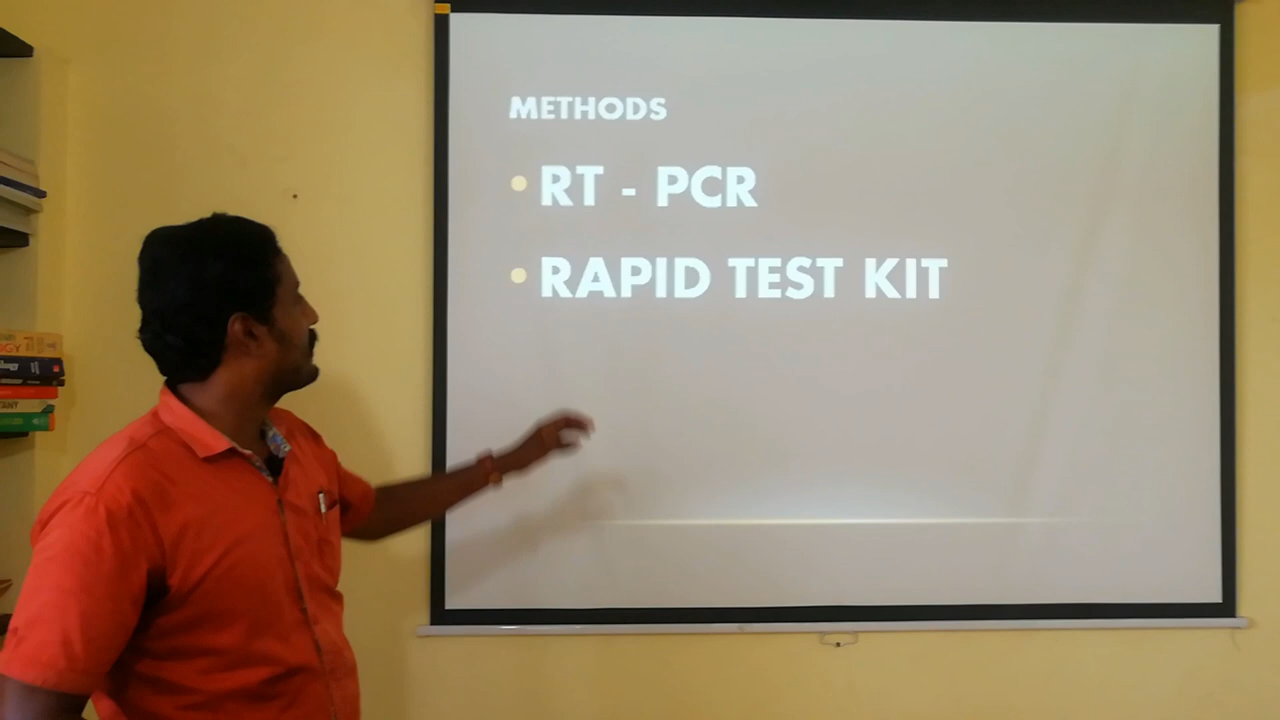 METHODS
• RT - PCR
• RAPID TEST KIT